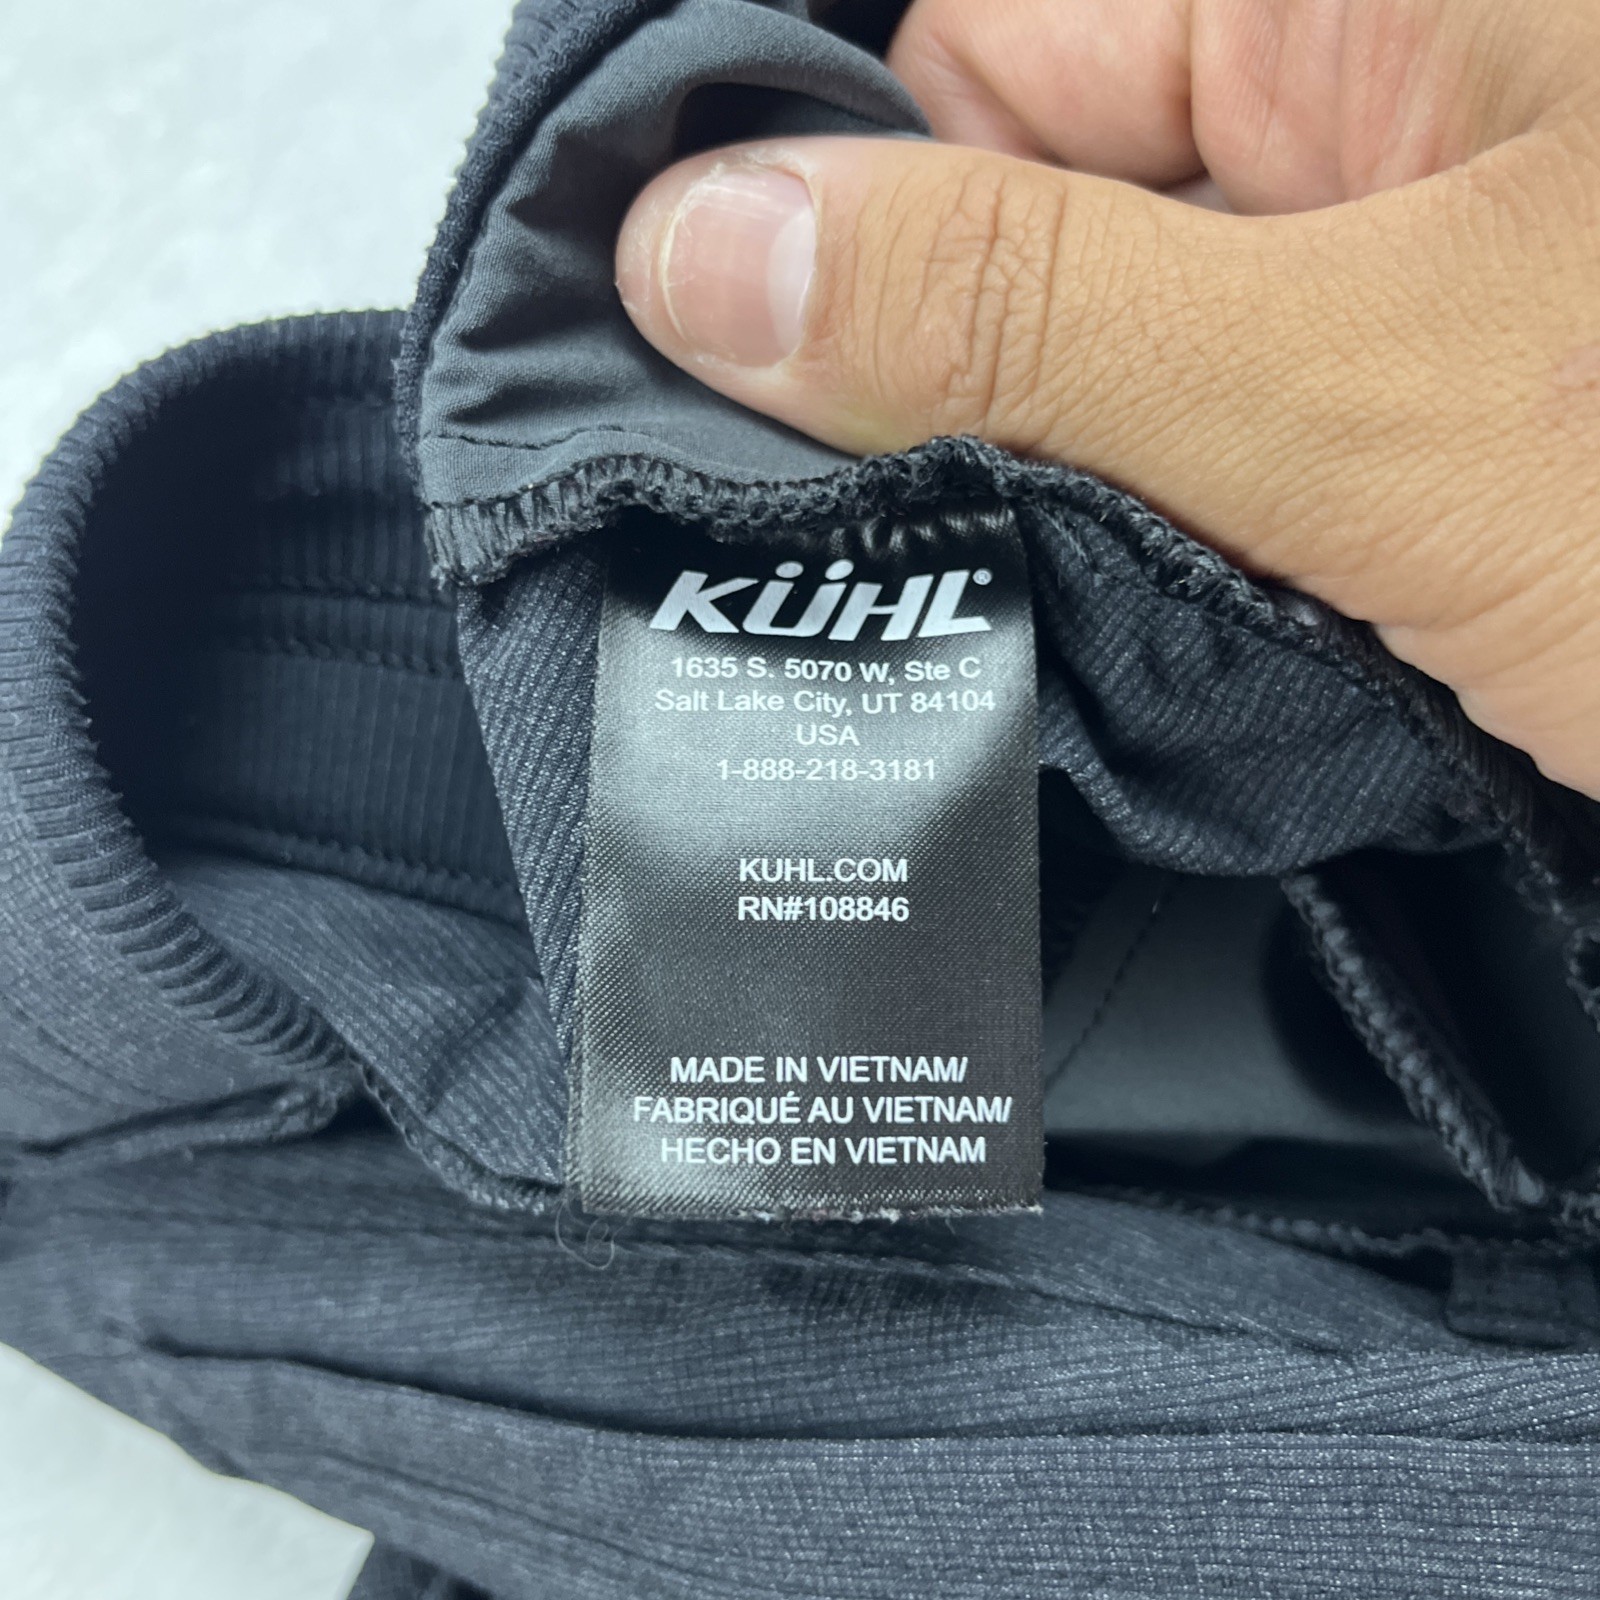 KÜHL®
1635 S. 5070 W, Ste C
Salt Lake City, UT 84104
USA
1-888-218-3181
KUHL.COM
RN#108846
MADE IN VIETNAM/
FABRIQUÉ AU VIETNAM/
HECHO EN VIETNAM